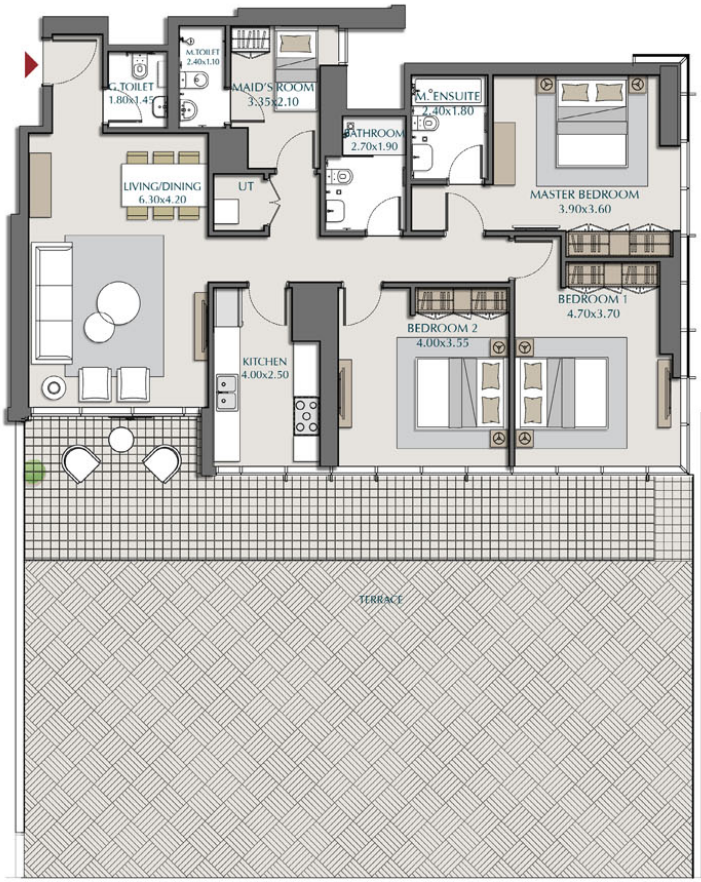 M.TOILET
2.40x1.10
G.TOILET
1.80x1.45
MAID'S ROOM
3.35x2.10
M. ENSUITE
2.40x1.80
BATHROOM
2.70x1.90
LIVING/DINING
6.30x4.20
UT
MASTER BEDROOM
3.90x3.60
BEDROOM 1
4.70x3.70
BEDROOM 2
4.00x3.55
KITCHEN
4.00x2.50
TERRACE